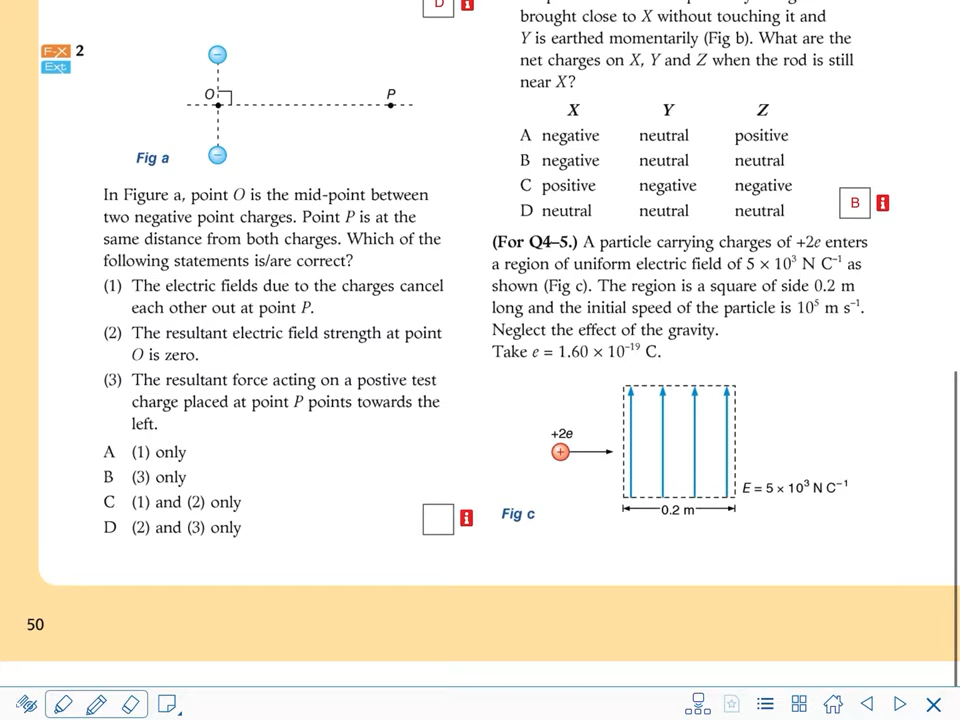 D
F-X 2
Ext
O
P
Fig a
In Figure a, point O is the mid-point between
two negative point charges. Point P is at the
same distance from both charges. Which of the
following statements is/are correct?
(1) The electric fields due to the charges cancel
each other out at point P.
(2) The resultant electric field strength at point
O is zero.
(3) The resultant force acting on a postive test
charge placed at point P points towards the
left.
A (1) only
B (3) only
C (1) and (2) only
D (2) and (3) only
brought close to X without touching it and
Y is earthed momentarily (Fig b). What are the
net charges on X, Y and Z when the rod is still
near X?
X Y Z
A negative neutral positive
B negative neutral neutral
C positive negative negative
D neutral neutral neutral
B
(For Q4–5.) A particle carrying charges of +2e enters
a region of uniform electric field of 5 × 10³ N C⁻¹ as
shown (Fig c). The region is a square of side 0.2 m
long and the initial speed of the particle is 10⁵ m s⁻¹.
Neglect the effect of the gravity.
Take e = 1.60 × 10⁻¹⁹ C.
+2e
+
E = 5 × 10³ N C⁻¹
0.2 m
Fig c
50